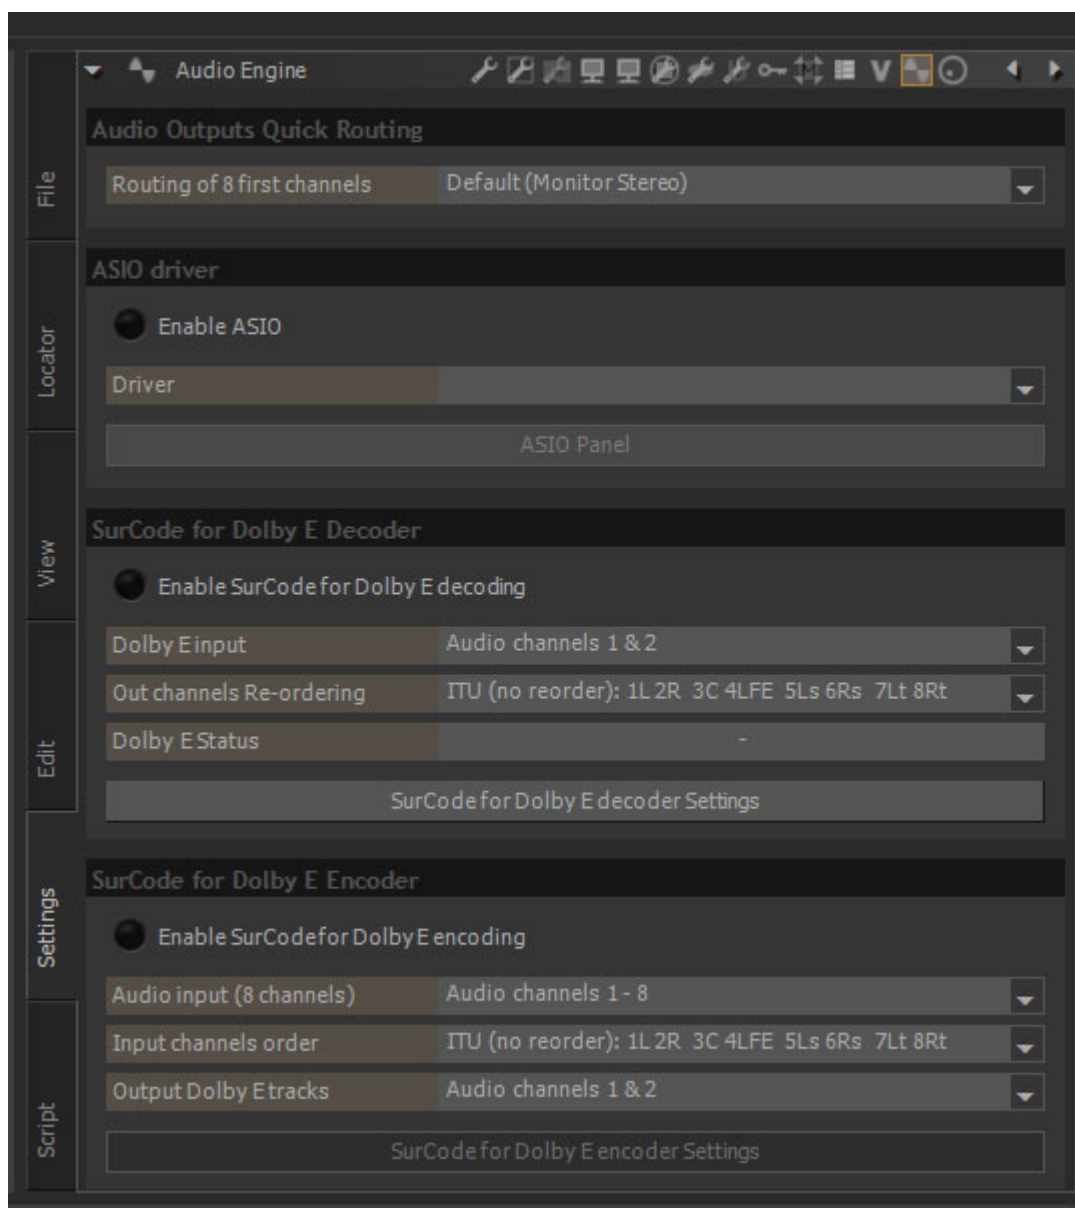 Audio Engine
V
Audio Outputs Quick Routing
File
Routing of 8 first channels
Default (Monitor Stereo)
ASIO driver
Enable ASIO
Locator
Driver
ASIO Panel
SurCode for Dolby E Decoder
View
Enable SurCode for Dolby E decoding
Dolby E input
Audio channels 1 & 2
Out channels Re-ordering
ITU (no reorder): 1L 2R 3C 4LFE 5Ls 6Rs 7Lt 8Rt
Edit
Dolby E Status
-
SurCode for Dolby E decoder Settings
SurCode for Dolby E Encoder
Settings
Enable SurCode for Dolby E encoding
Audio input (8 channels)
Audio channels 1 - 8
Input channels order
ITU (no reorder): 1L 2R 3C 4LFE 5Ls 6Rs 7Lt 8Rt
Output Dolby E tracks
Audio channels 1 & 2
Script
SurCode for Dolby E encoder Settings